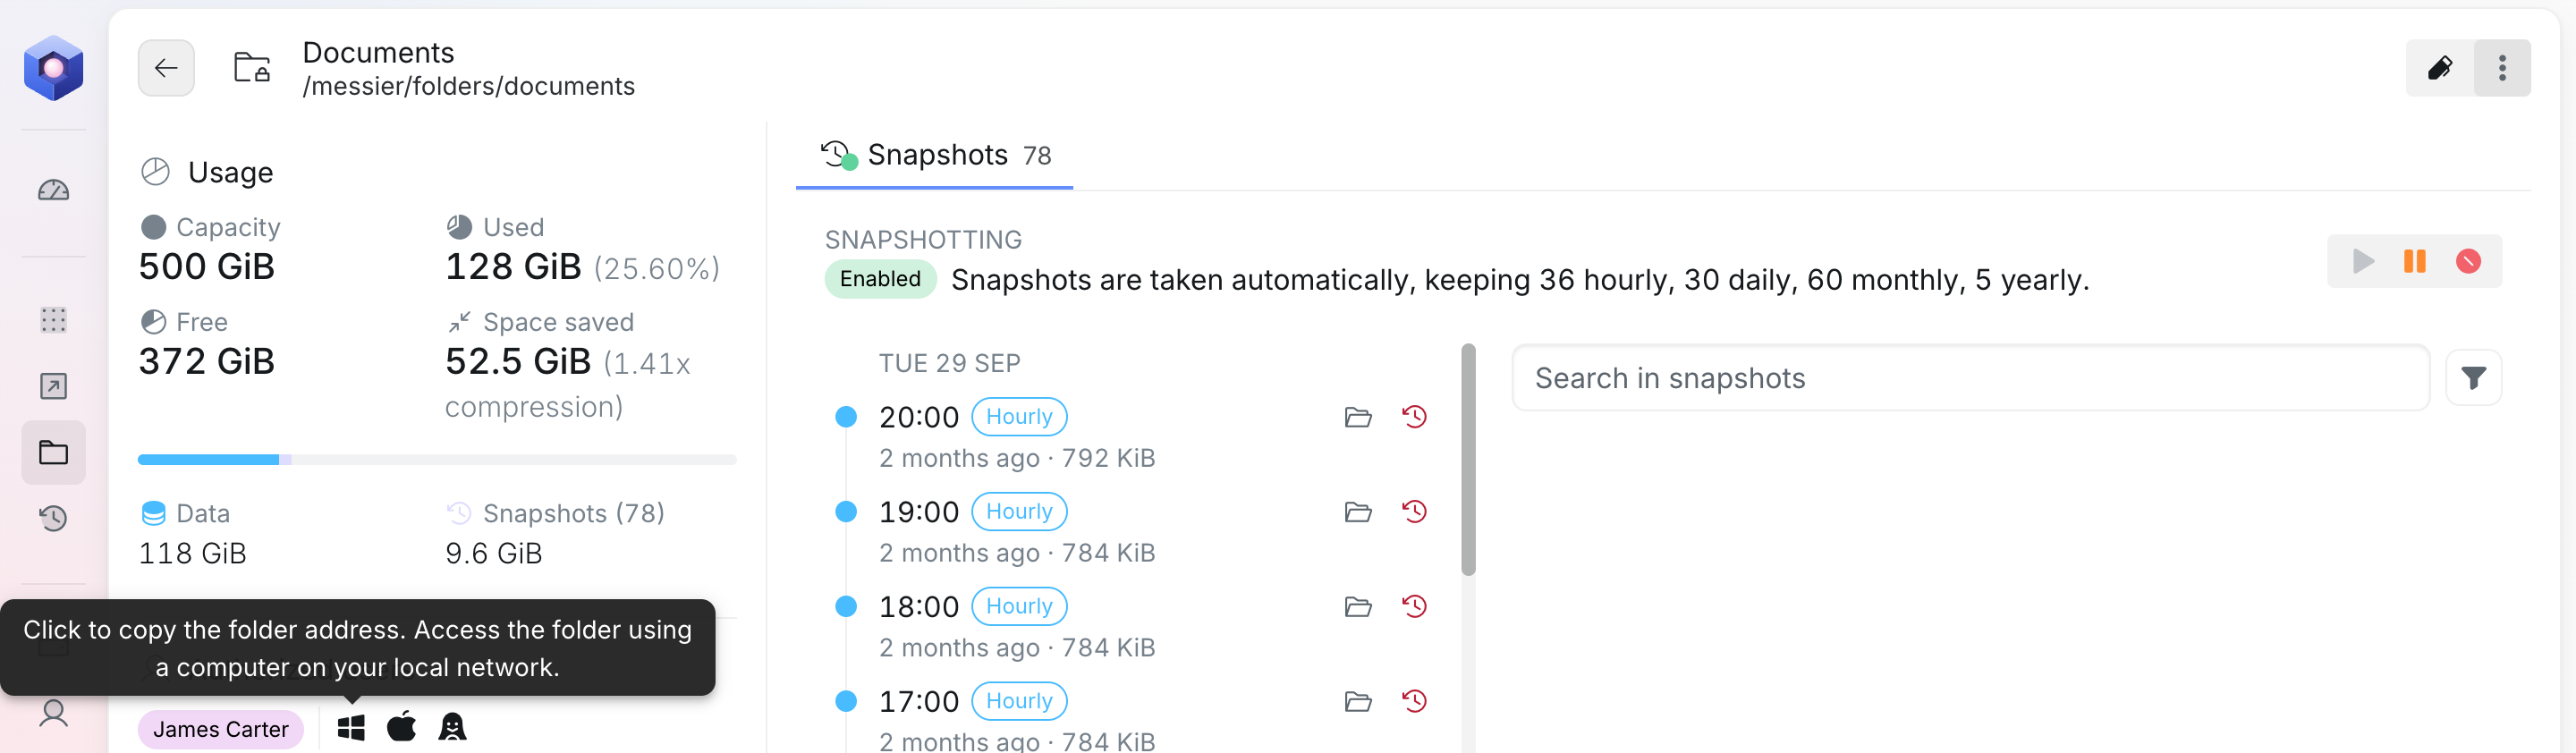 Documents
/messier/folders/documents
Usage
Capacity
500 GiB
Used
128 GiB (25.60%)
Free
372 GiB
Space saved
52.5 GiB (1.41x
compression)
Data
118 GiB
Snapshots (78)
9.6 GiB
Click to copy the folder address. Access the folder using
a computer on your local network.
James Carter
Snapshots 78
SNAPSHOTTING
Enabled Snapshots are taken automatically, keeping 36 hourly, 30 daily, 60 monthly, 5 yearly.
TUE 29 SEP
20:00 Hourly
2 months ago · 792 KiB
19:00 Hourly
2 months ago · 784 KiB
18:00 Hourly
2 months ago · 784 KiB
17:00 Hourly
2 months ago · 784 KiB
Search in snapshots